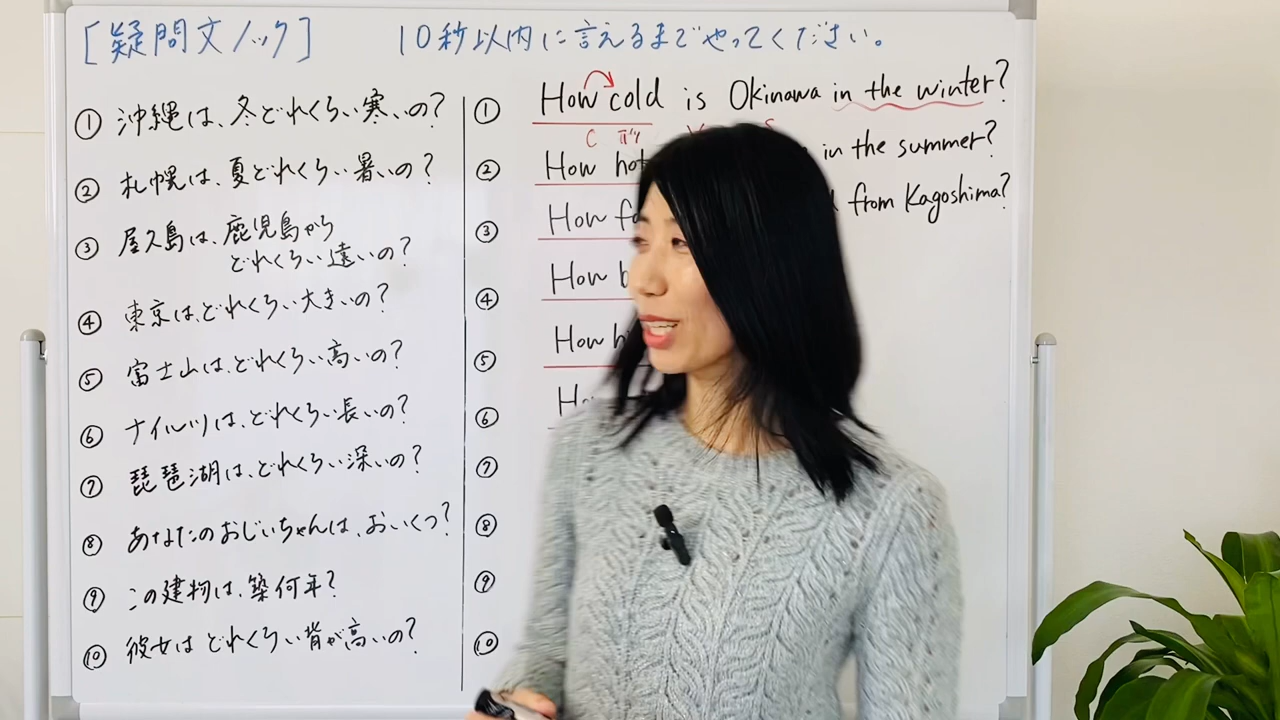 [疑問文ノック] 10秒以内に言えるまでやってください。
① 沖縄は、冬どれくらい寒いの?
② 札幌は、夏どれくらい暑いの?
③ 屋久島は、鹿児島から
どれくらい遠いの?
④ 東京は、どれくらい大きいの?
⑤ 富士山は、どれくらい高いの?
⑥ ナイル川は、どれくらい長いの?
⑦ 琵琶湖は、どれくらい深いの?
⑧ あなたのおじいちゃんは、おいくつ?
⑨ この建物は、築何年?
⑩ 彼女は どれくらい背が高いの?
① How cold is Okinawa in the winter?
C
② How hot in the summer?
③ How from Kagoshima?
④ How
⑤ How
⑥
⑦
⑧
⑨
⑩